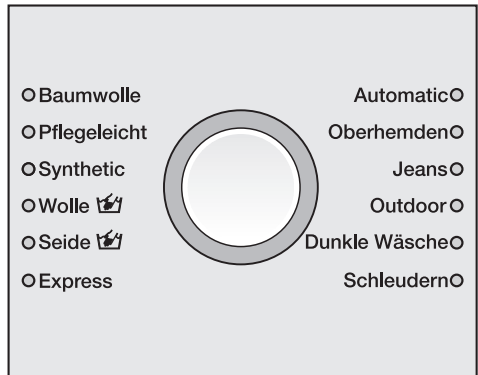 Baumwolle
Pflegeleicht
Synthetic
Wolle
Seide
Express
Automatic
Oberhemden
Jeans
Outdoor
Dunkle Wäsche
Schleudern